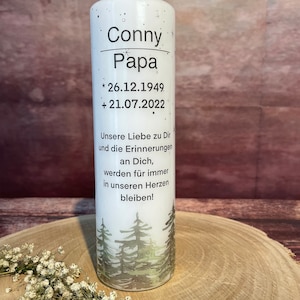 Conny
Papa
* 26.12.1949
+ 21.07.2022
Unsere Liebe zu Dir
und die Erinnerungen
an Dich,
werden für immer
in unseren Herzen
bleiben!